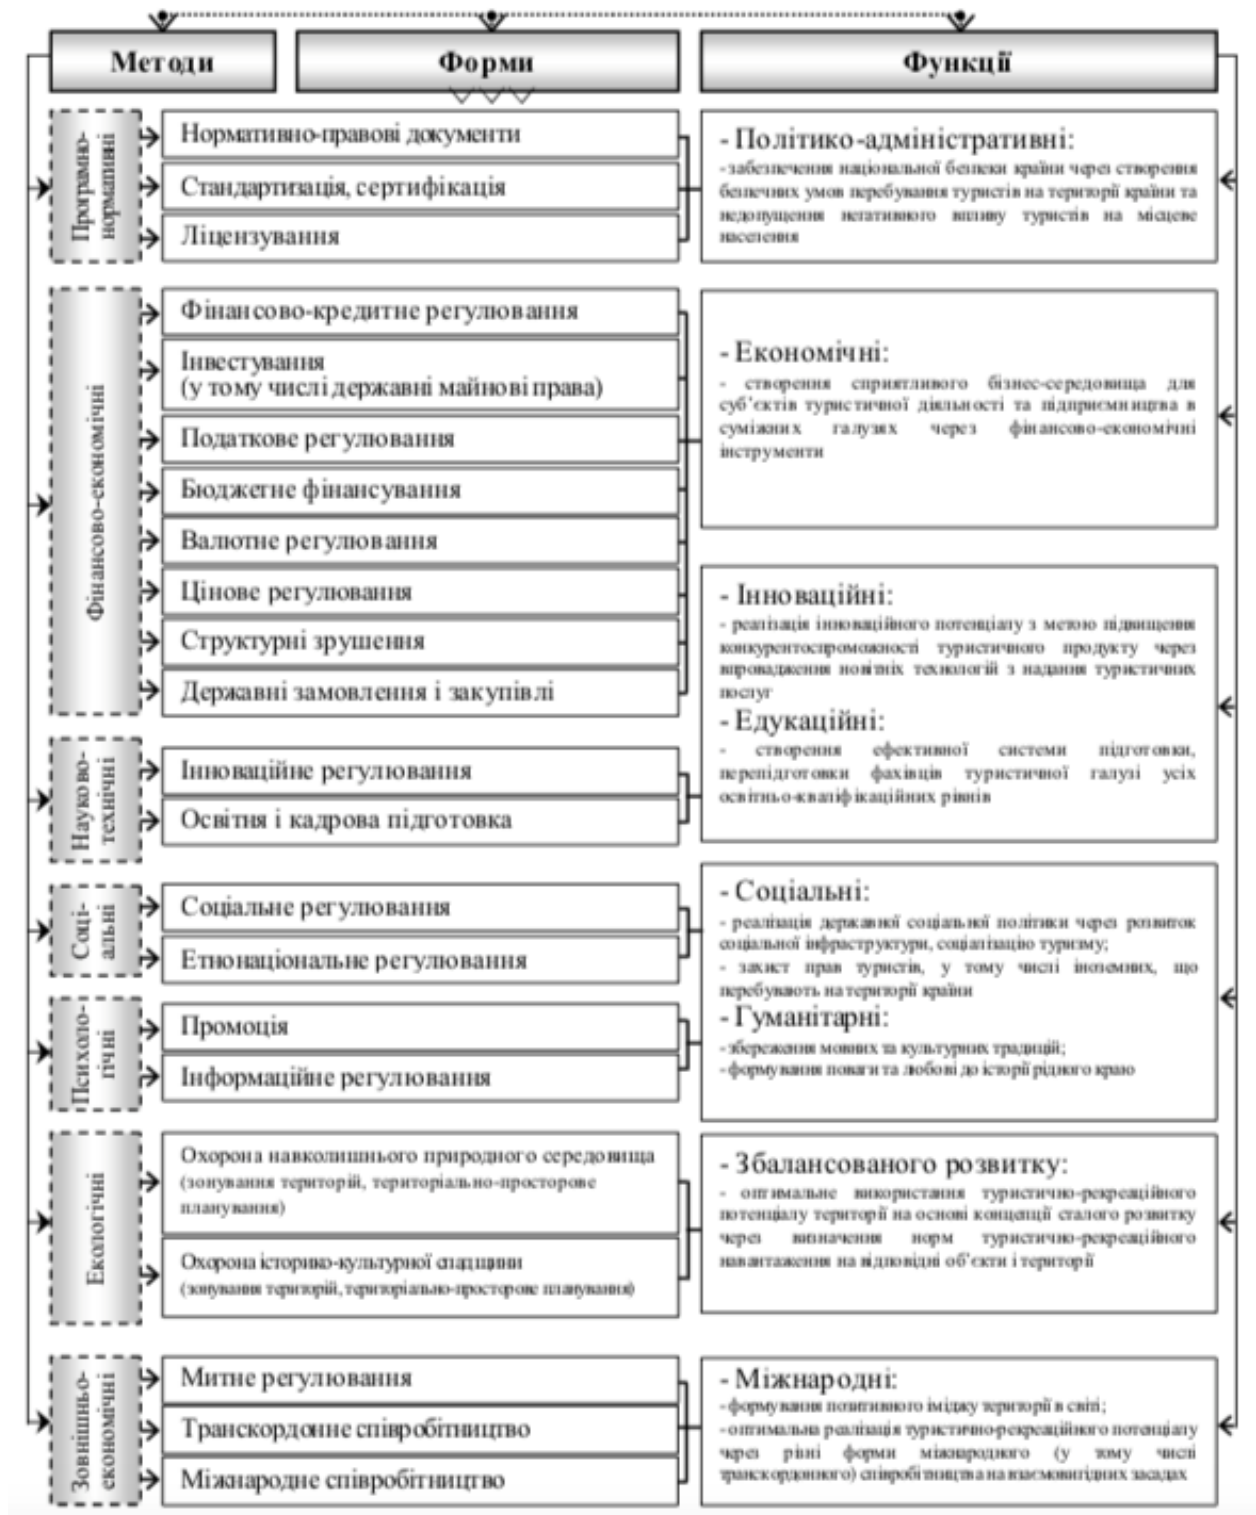 Методи
Форми
Функції
Програмно-
нормативні
Нормативно-правові документи
Стандартизація, сертифікація
Ліцензування
- Політико-адміністративні:
- забезпечення національної безпеки країни через створення
безпечних умов перебування туристів на території країни та
недопущення негативного впливу туристів на місцеве
населення
Фінансово-економічні
Фінансово-кредитне регулювання
Інвестування
(у тому числі державні майнові права)
Податкове регулювання
Бюджетне фінансування
Валютне регулювання
Цінове регулювання
Структурні зрушення
Державні замовлення і закупівлі
- Економічні:
- створення сприятливого бізнес-середовища для
суб’єктів туристичної діяльності та підприємництва в
суміжних галузях через фінансово-економічні
інструменти
Науково-
технічні
Інноваційне регулювання
Освітня і кадрова підготовка
- Інноваційні:
- реалізація інноваційного потенціалу з метою підвищення
конкурентоспроможності туристичного продукту через
впровадження новітніх технологій з надання туристичних
послуг
- Едукаційні:
- створення ефективної системи підготовки,
перепідготовки фахівців туристичної галузі усіх
освітньо-кваліфікаційних рівнів
Соці-
альні
Соціальне регулювання
Етнонаціональне регулювання
Психоло-
гічні
Промоція
Інформаційне регулювання
- Соціальні:
- реалізація державної соціальної політики через розвиток
соціальної інфраструктури, соціалізацію туризму;
- захист прав туристів, у тому числі іноземних, що
перебувають на території країни
- Гуманітарні:
- збереження мовних та культурних традицій;
- формування поваги та любові до історії рідного краю
Екологічні
Охорона навколишнього природного середовища
(зонування територій, територіально-просторове
планування)
Охорона історико-культурної спадщини
(зонування територій, територіально-просторове планування)
- Збалансованого розвитку:
- оптимальне використання туристично-рекреаційного
потенціалу території на основі концепції сталого розвитку
через визначення норм туристично-рекреаційного
навантаження на відповідні об’єкти і території
Зовнішньо-
економічні
Митне регулювання
Транскордонне співробітництво
Міжнародне співробітництво
- Міжнародні:
- формування позитивного іміджу території в світі;
- оптимальна реалізація туристично-рекреаційного потенціалу
через різні форми міжнародного (у тому числі
транскордонного) співробітництва на взаємовигідних засадах